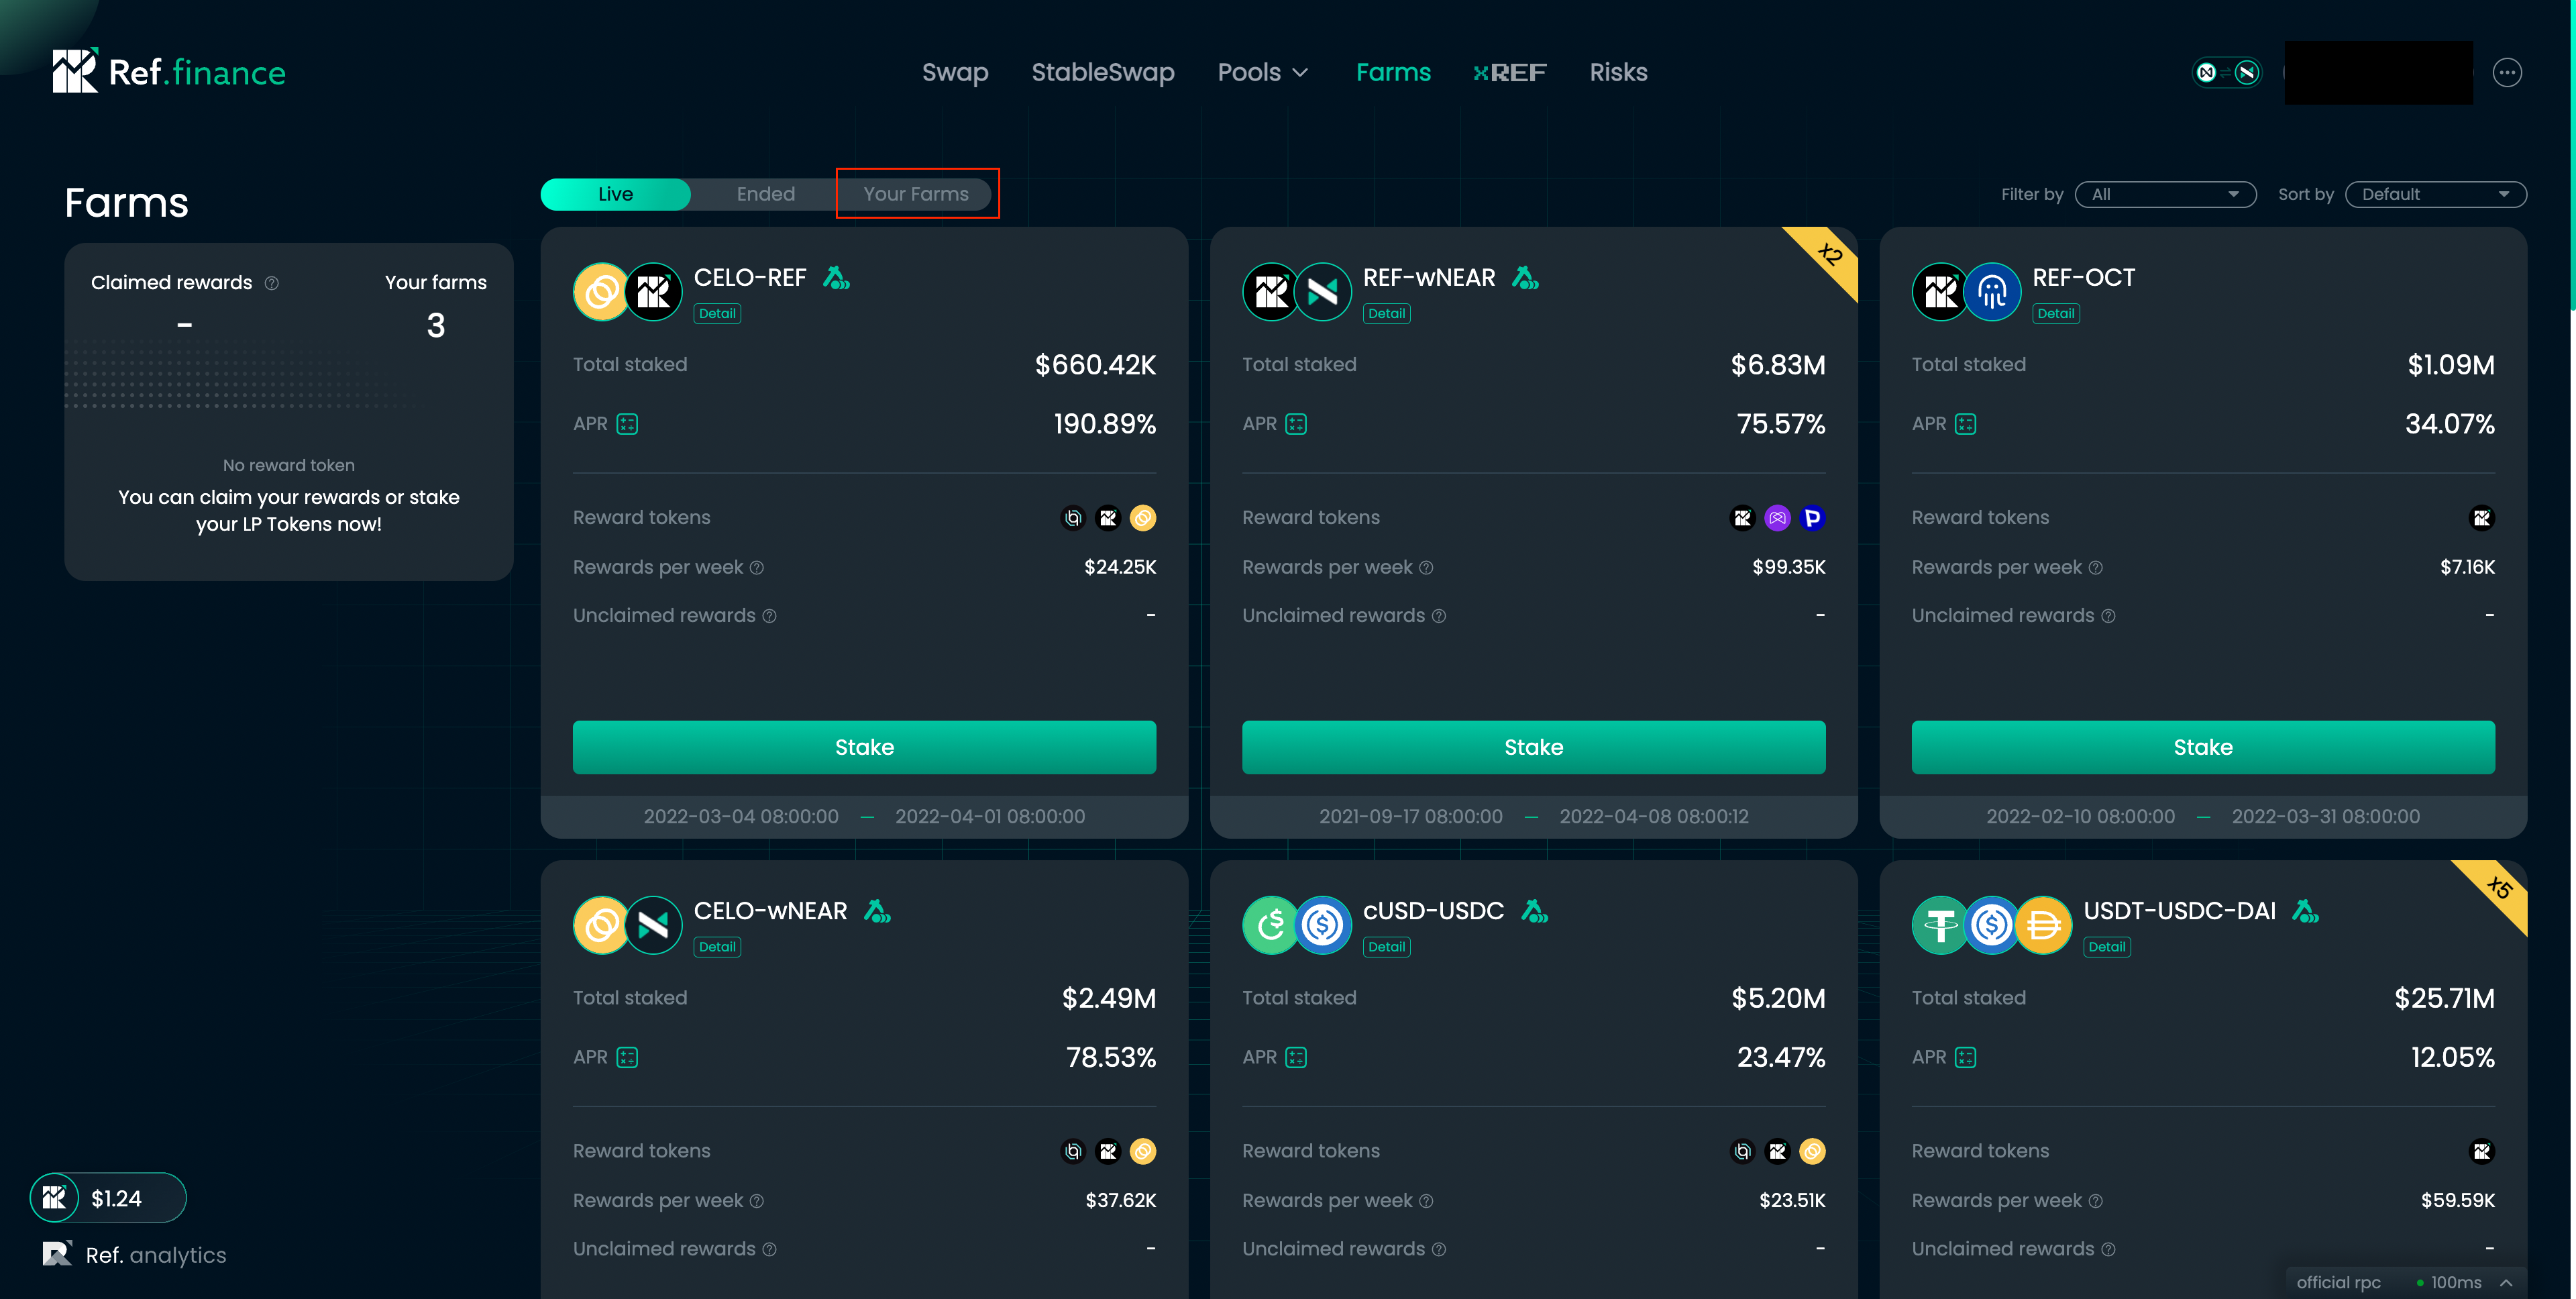 Ref.finance
Swap
StableSwap
Pools
Farms
xREF
Risks
Farms
Live
Ended
Your Farms
Filter by
All
Sort by
Default
Claimed rewards
Your farms
-
3
No reward token
You can claim your rewards or stake
your LP Tokens now!
CELO-REF
Detail
Total staked $660.42K
APR 190.89%
Reward tokens
Rewards per week $24.25K
Unclaimed rewards -
Stake
2022-03-04 08:00:00 — 2022-04-01 08:00:00
REF-wNEAR
x2
Detail
Total staked $6.83M
APR 75.57%
Reward tokens
Rewards per week $99.35K
Unclaimed rewards -
Stake
2021-09-17 08:00:00 — 2022-04-08 08:00:12
REF-OCT
Detail
Total staked $1.09M
APR 34.07%
Reward tokens
Rewards per week $7.16K
Unclaimed rewards -
Stake
2022-02-10 08:00:00 — 2022-03-31 08:00:00
CELO-wNEAR
Detail
Total staked $2.49M
APR 78.53%
Reward tokens
Rewards per week $37.62K
Unclaimed rewards -
cUSD-USDC
Detail
Total staked $5.20M
APR 23.47%
Reward tokens
Rewards per week $23.51K
Unclaimed rewards -
USDT-USDC-DAI
x5
Detail
Total staked $25.71M
APR 12.05%
Reward tokens
Rewards per week $59.59K
Unclaimed rewards -
$1.24
Ref. analytics
official rpc 100ms